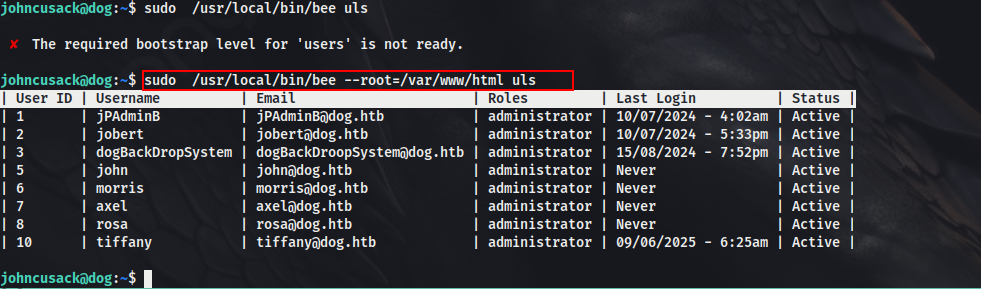 johncusack@dog:~$ sudo  /usr/local/bin/bee uls
✘  The required bootstrap level for 'users' is not ready.
johncusack@dog:~$ sudo  /usr/local/bin/bee --root=/var/www/html uls
| User ID | Username          | Email                     | Roles         | Last Login          | Status |
| 1       | jPAdminB          | jPAdminB@dog.htb          | administrator | 10/07/2024 - 4:02am | Active |
| 2       | jobert            | jobert@dog.htb            | administrator | 10/07/2024 - 5:33pm | Active |
| 3       | dogBackDropSystem | dogBackDroopSystem@dog.htb | administrator | 15/08/2024 - 7:52pm | Active |
| 5       | john              | john@dog.htb              | administrator | Never               | Active |
| 6       | morris            | morris@dog.htb            | administrator | Never               | Active |
| 7       | axel              | axel@dog.htb              | administrator | Never               | Active |
| 8       | rosa              | rosa@dog.htb              | administrator | Never               | Active |
| 10      | tiffany           | tiffany@dog.htb           | administrator | 09/06/2025 - 6:25am | Active |
johncusack@dog:~$